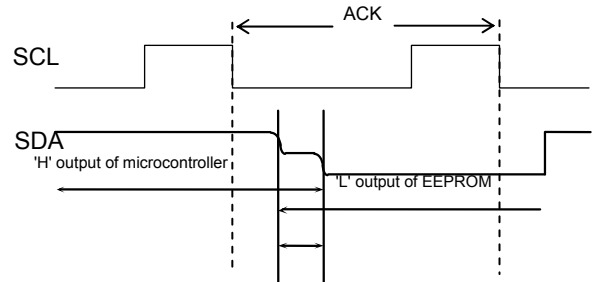 ACK
SCL
SDA
'H' output of microcontroller
'L' output of EEPROM